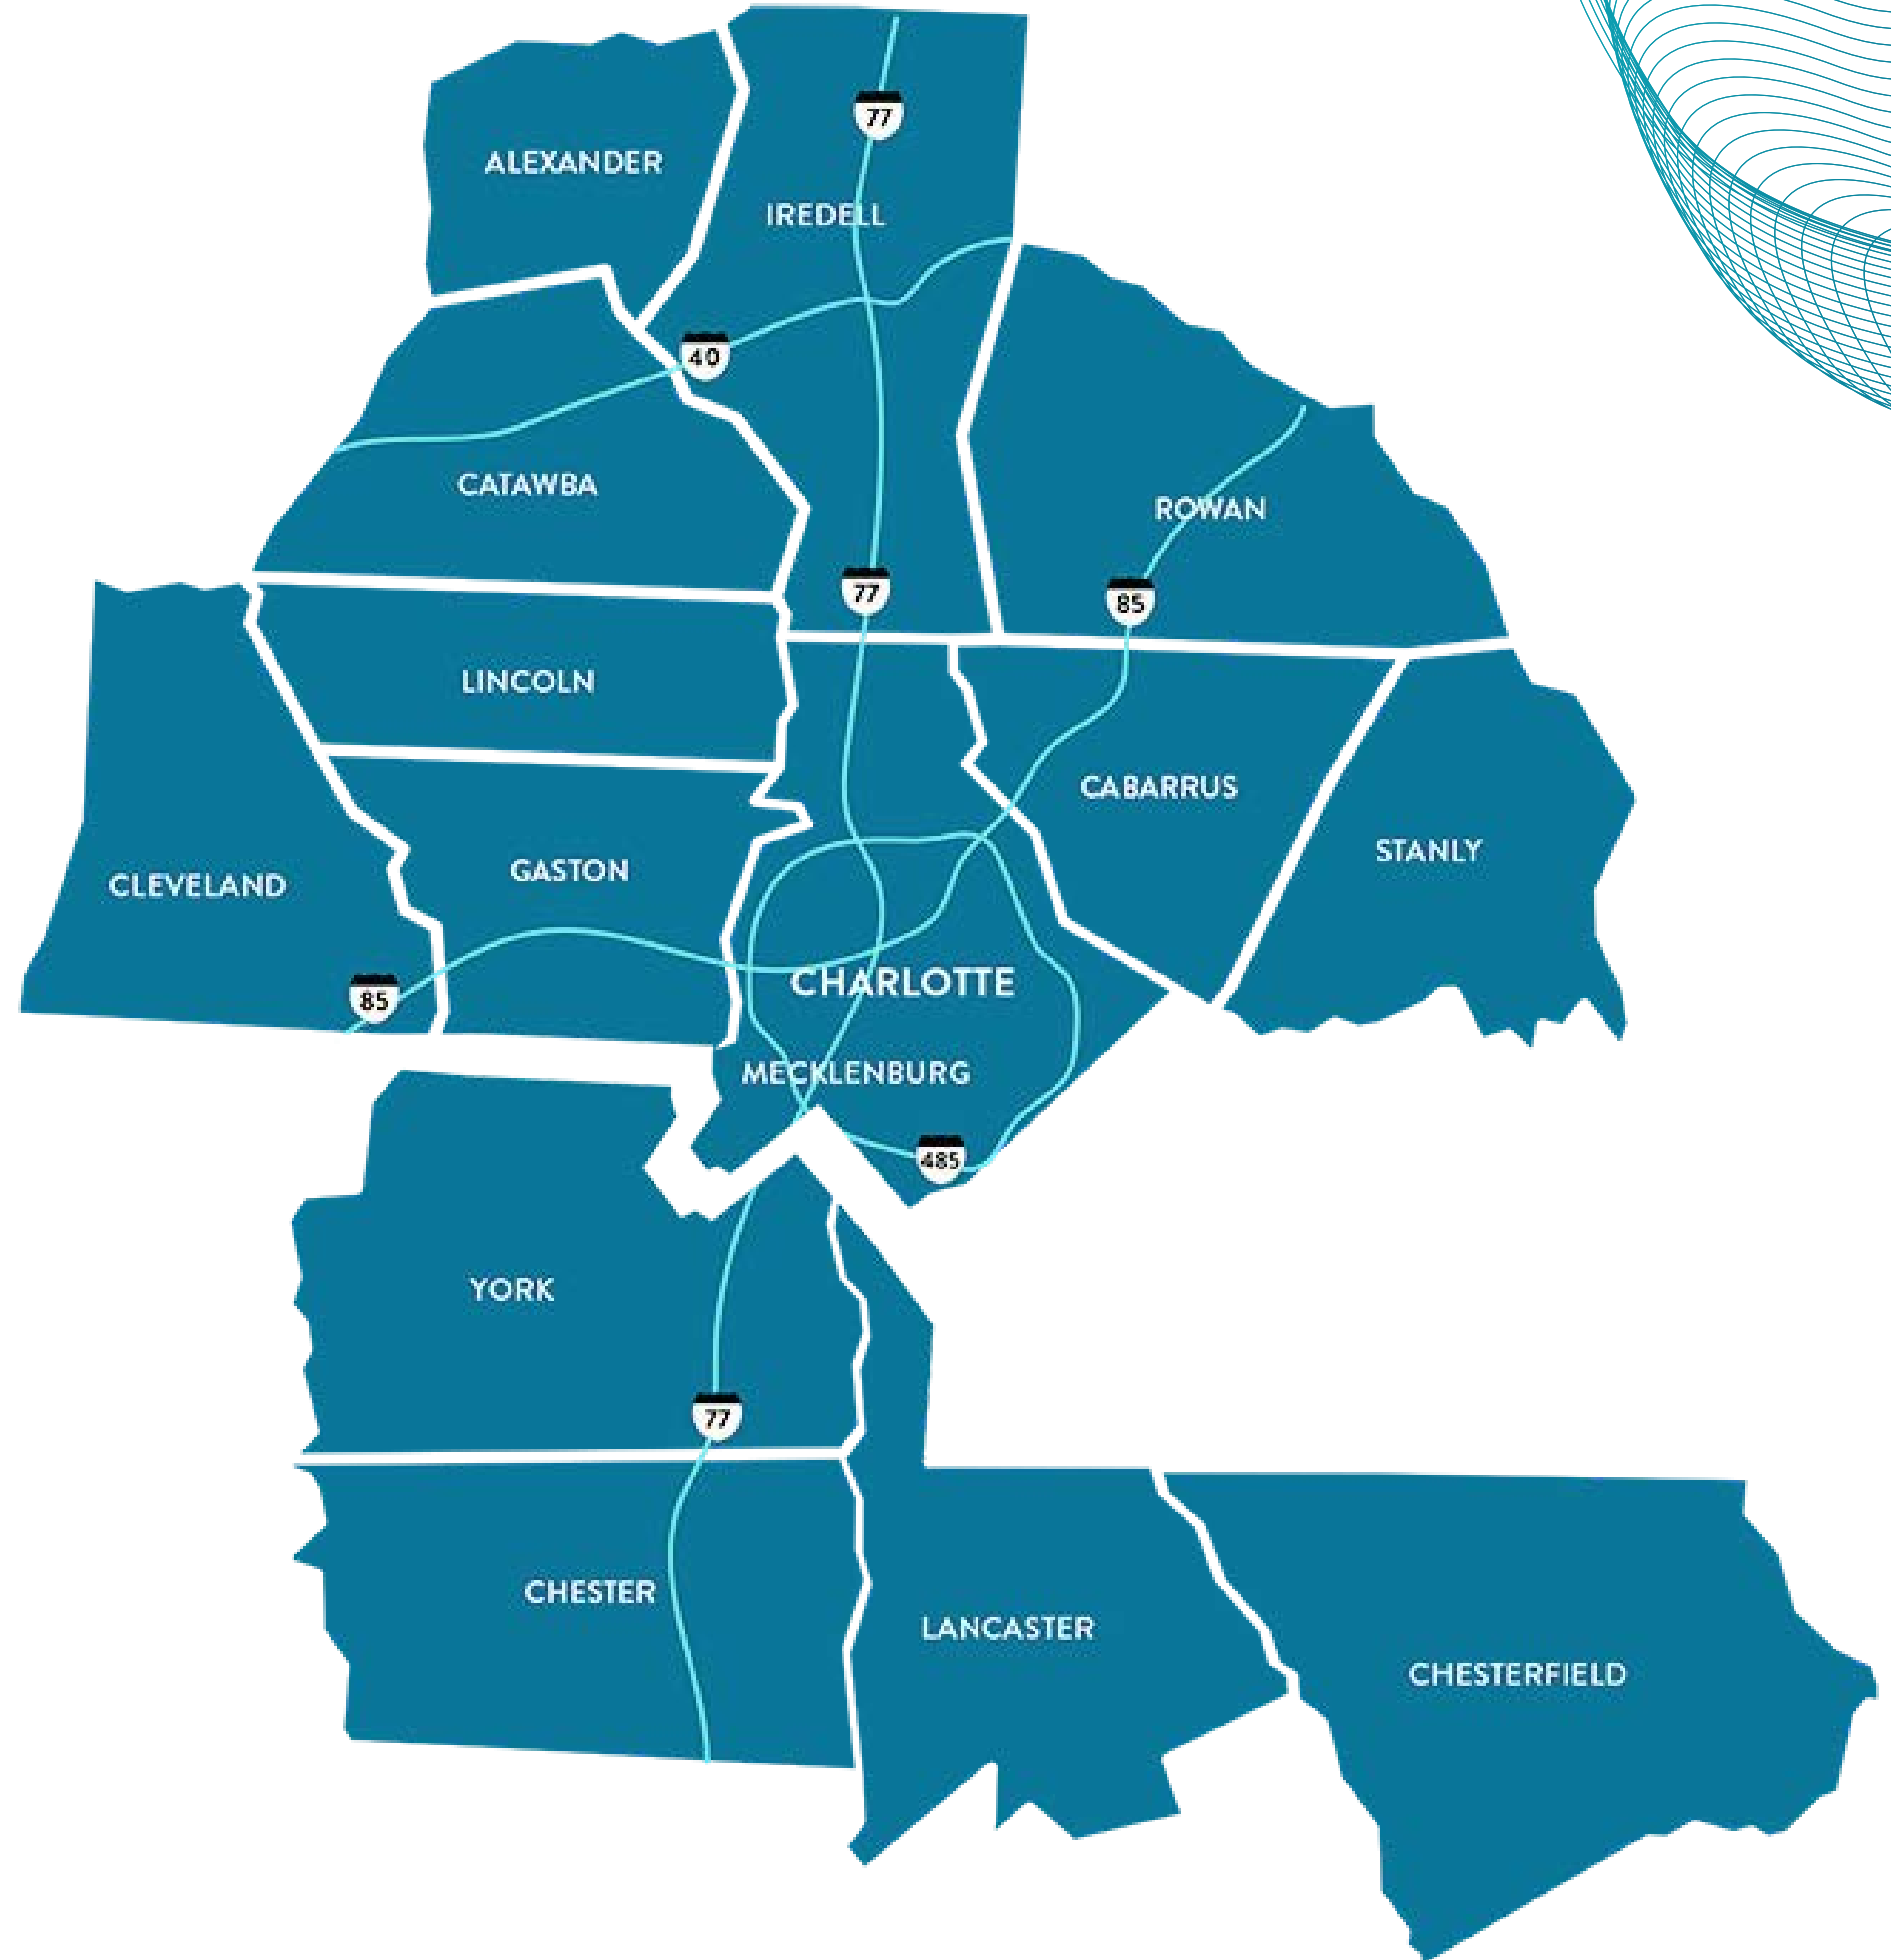 77
ALEXANDER
IREDELL
40
CATAWBA
ROWAN
77
85
LINCOLN
CABARRUS
STANLY
GASTON
CLEVELAND
CHARLOTTE
85
MECKLENBURG
485
YORK
77
CHESTER
LANCASTER
CHESTERFIELD